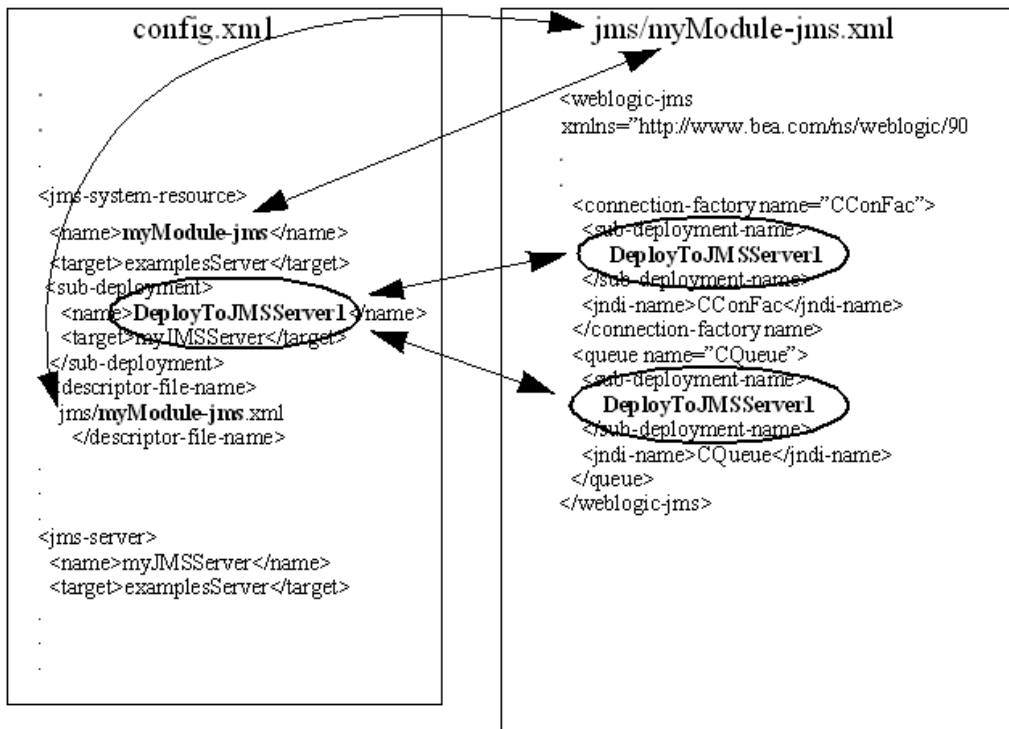 config.xml
.
.
.
<jms-system-resource>
<name>myModule-jms</name>
<target>examplesServer</target>
<sub-deployment>
<name>DeployToJMSServer1</name>
<target>myJMSServer</target>
</sub-deployment>
descriptor-file-name>
jms/myModule-jms.xml
</descriptor-file-name>
.
.
.
<jms-server>
<name>myJMSServer</name>
<target>examplesServer</target>
.
.
.
jms/myModule-jms.xml
<weblogic-jms
xmlns="http://www.bea.com/ns/weblogic/90
.
.
<connection-factory name="CConFac">
<sub-deployment-name>
DeployToJMSServer1
</sub-deployment-name>
<jndi-name>CConFac</jndi-name>
</connection-factory name>
<queue name="CQueue">
<sub-deployment-name>
DeployToJMSServer1
</sub-deployment-name>
<jndi-name>CQueue</jndi-name>
</queue>
</weblogic-jms>